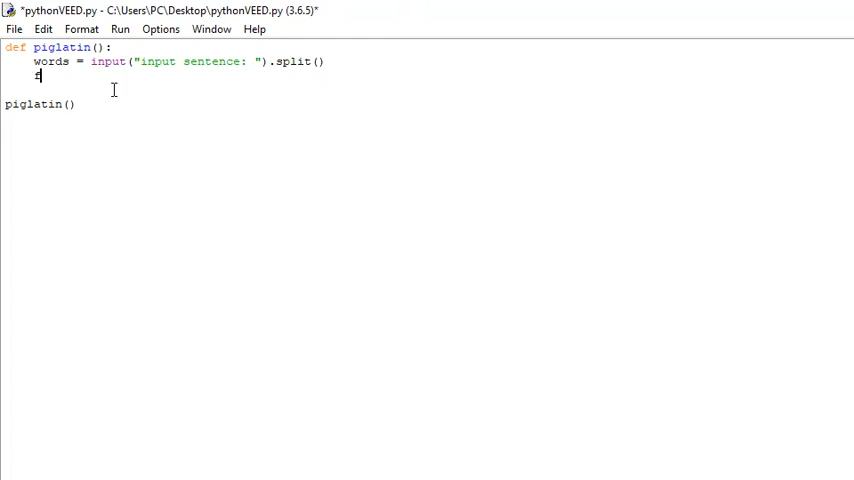 *pythonVEED.py - C:\Users\PC\Desktop\pythonVEED.py (3.6.5)*
File Edit Format Run Options Window Help
def piglatin():
    words = input("input sentence: ").split()
    f
piglatin()